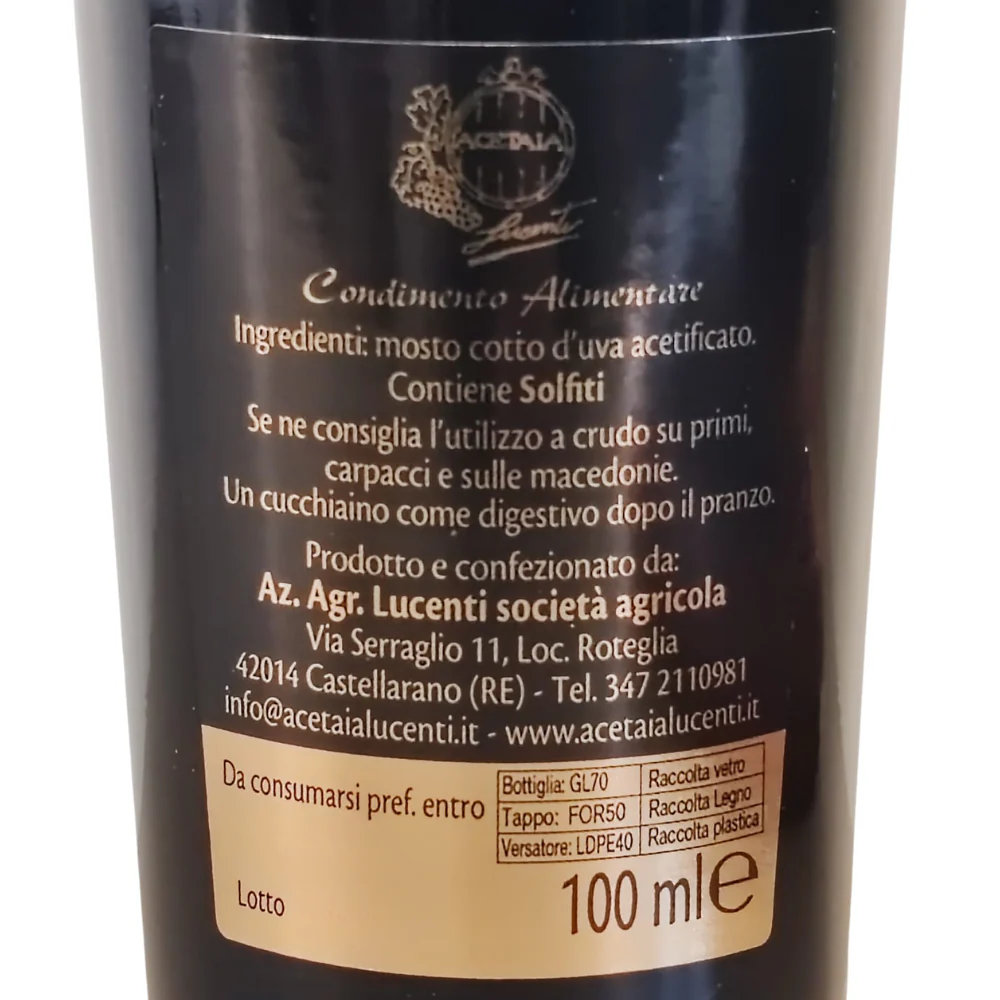 ACETAIA
Lucenti
Condimento Alimentare
Ingredienti: mosto cotto d'uva acetificato.
Contiene Solfiti
Se ne consiglia l'utilizzo a crudo su primi,
carpacci e sulle macedonie.
Un cucchiaino come digestivo dopo il pranzo.
Prodotto e confezionato da:
Az. Agr. Lucenti società agricola
Via Serraglio 11, Loc. Roteglia
42014 Castellarano (RE) - Tel. 347 2110981
info@acetaialucenti.it - www.acetaialucenti.it
Da consumarsi pref. entro
Bottiglia: GL70 Raccolta vetro
Tappo: FOR50 Raccolta Legno
Versatore: LDPE40 Raccolta plastica
Lotto
100 ml e